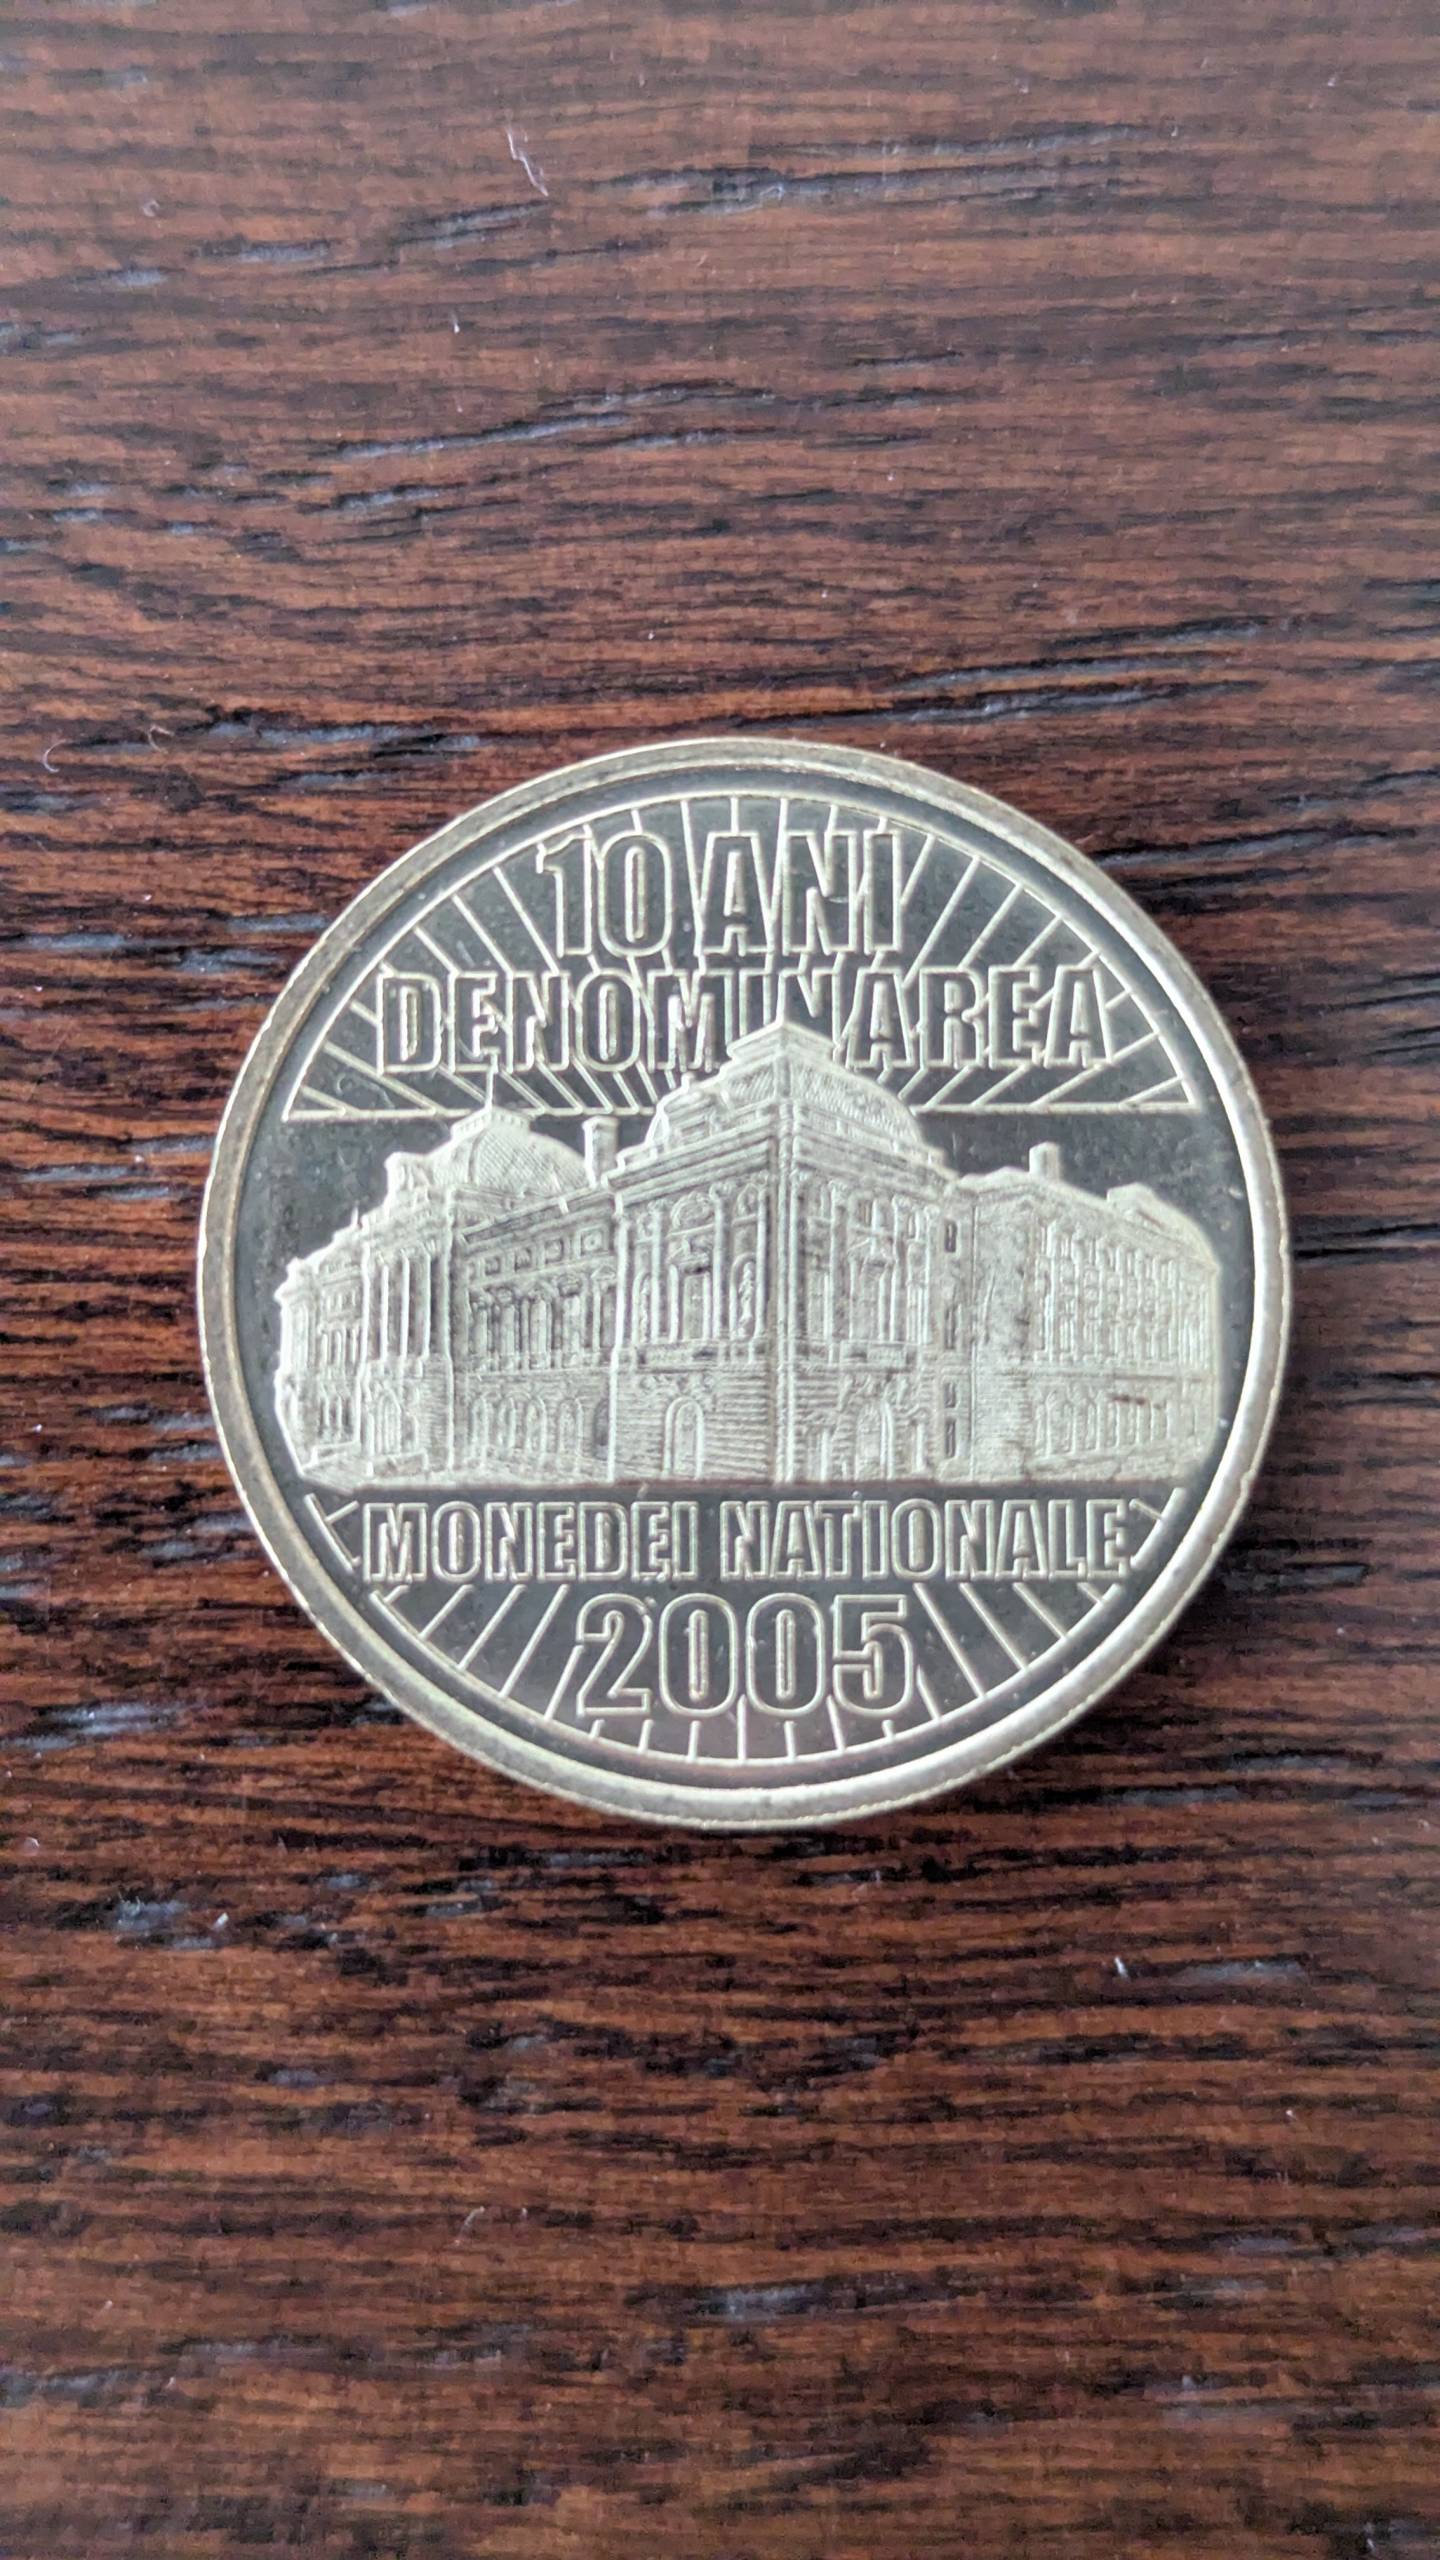 10 ANI
DENOMINAREA
MONEDEI NATIONALE
2005